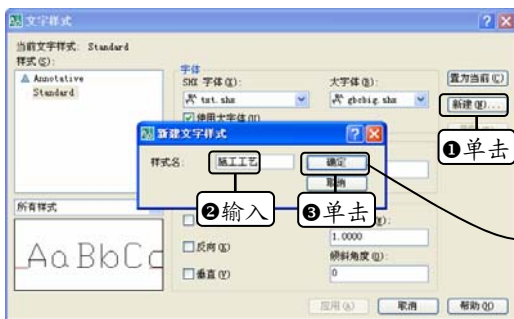 文字样式
当前文字样式: Standard
样式(S):
Annotative
Standard
字体
SHX 字体(X):
txt.shx
大字体(B):
gbcbig.shx
使用大字体(U)
置为当前(C)
新建(N)...
❶单击
新建文字样式
样式名:
施工工艺
确定
取消
❷输入
❸单击
所有样式
AaBbCc
反向(K)
垂直(V)
1.0000
倾斜角度(O):
0
应用(A)
取消
帮助(H)